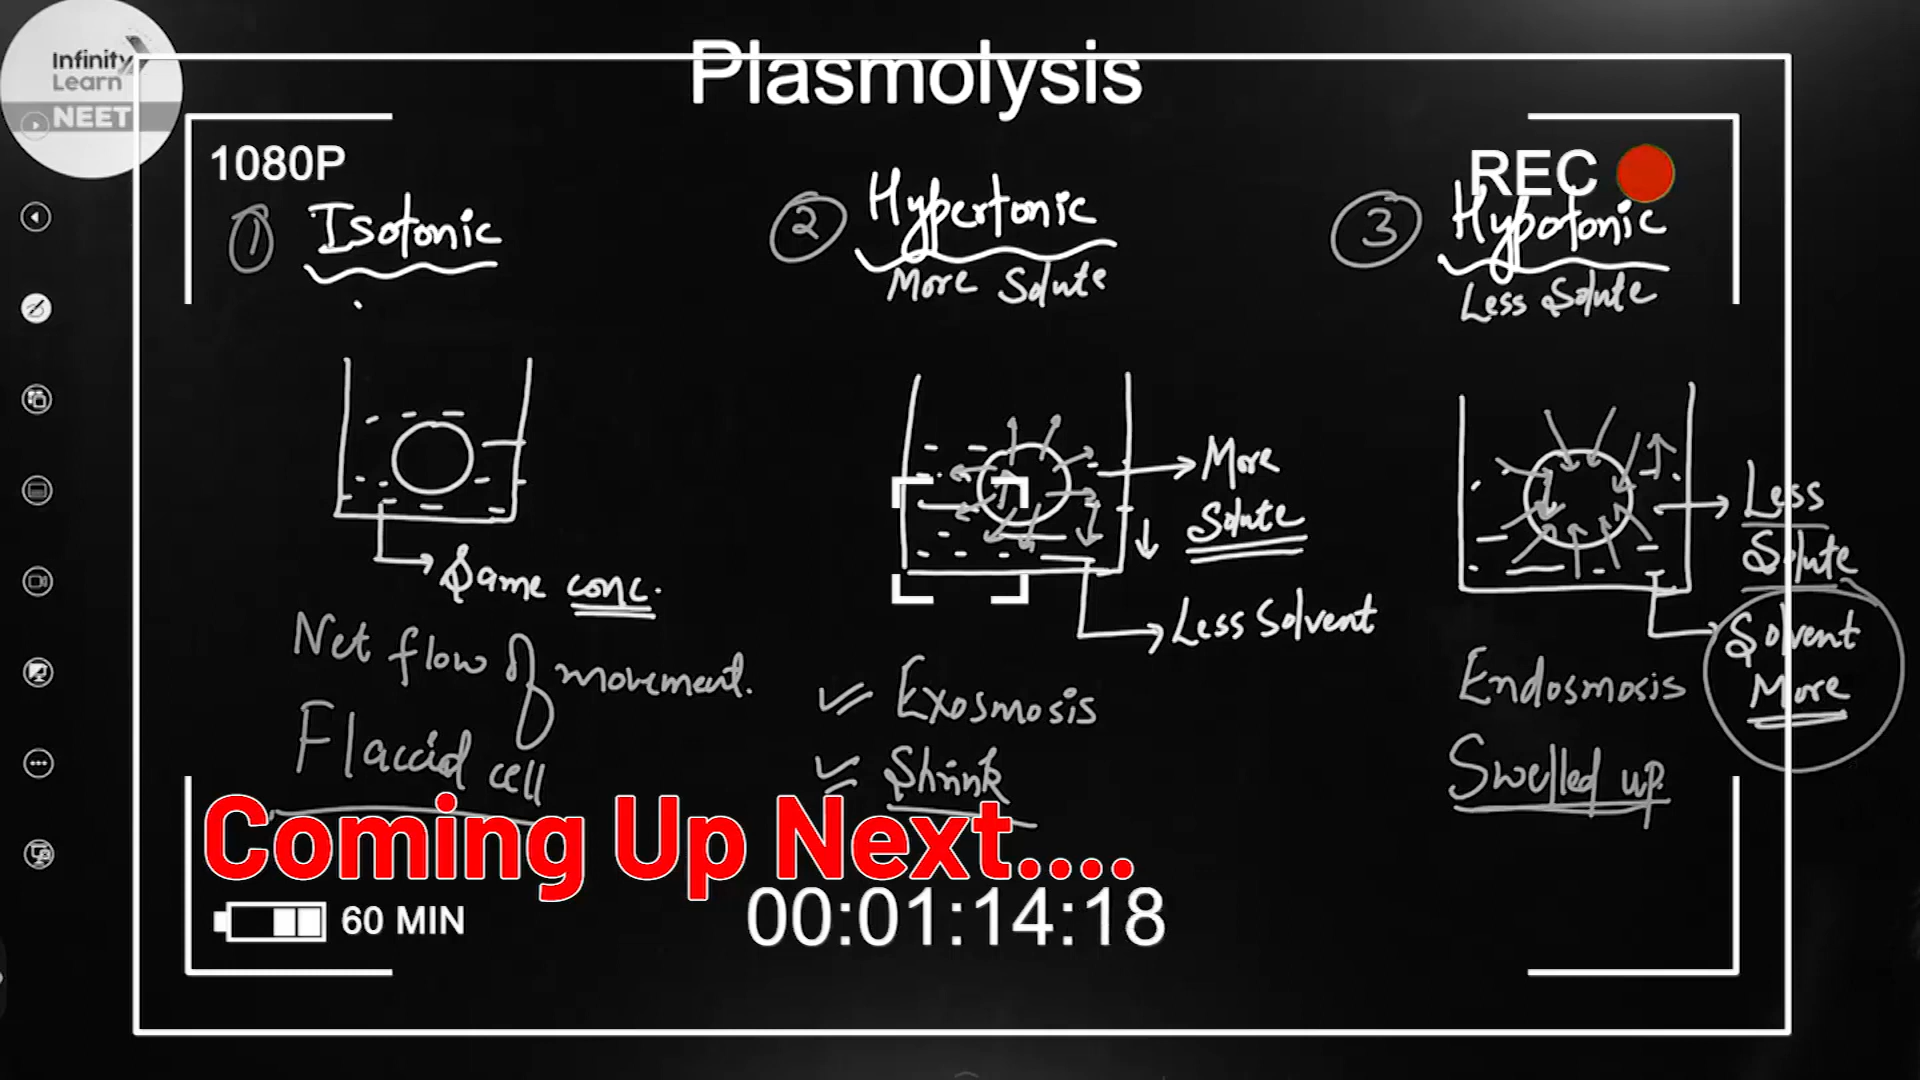 Infinity
Learn
NEET
Plasmolysis
1080P
REC
1 Isotonic
2 Hypertonic
More Solute
3 Hypotonic
Less Solute
Same conc.
More
Solute
Less Solvent
Less
Solute
Solvent
More
Net flow of movement.
Flaccid cell
Exosmosis
Shrink
Endosmosis
Swelled up.
Coming Up Next....
60 MIN
00:01:14:18